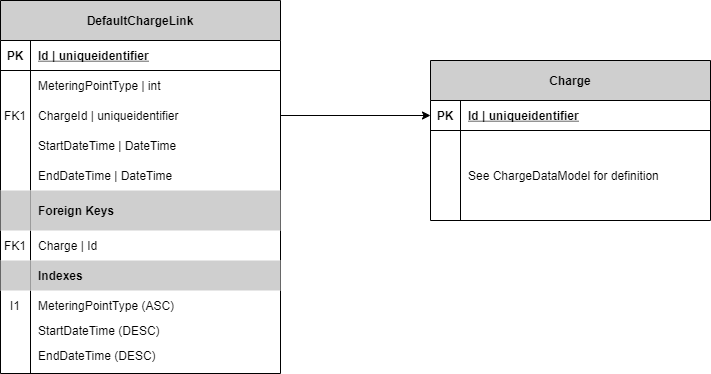 DefaultChargeLink
PK Id | uniqueidentifier
MeteringPointType | int
FK1 ChargeId | uniqueidentifier
StartDateTime | DateTime
EndDateTime | DateTime
Foreign Keys
FK1 Charge | Id
Indexes
I1 MeteringPointType (ASC)
StartDateTime (DESC)
EndDateTime (DESC)
Charge
PK Id | uniqueidentifier
See ChargeDataModel for definition